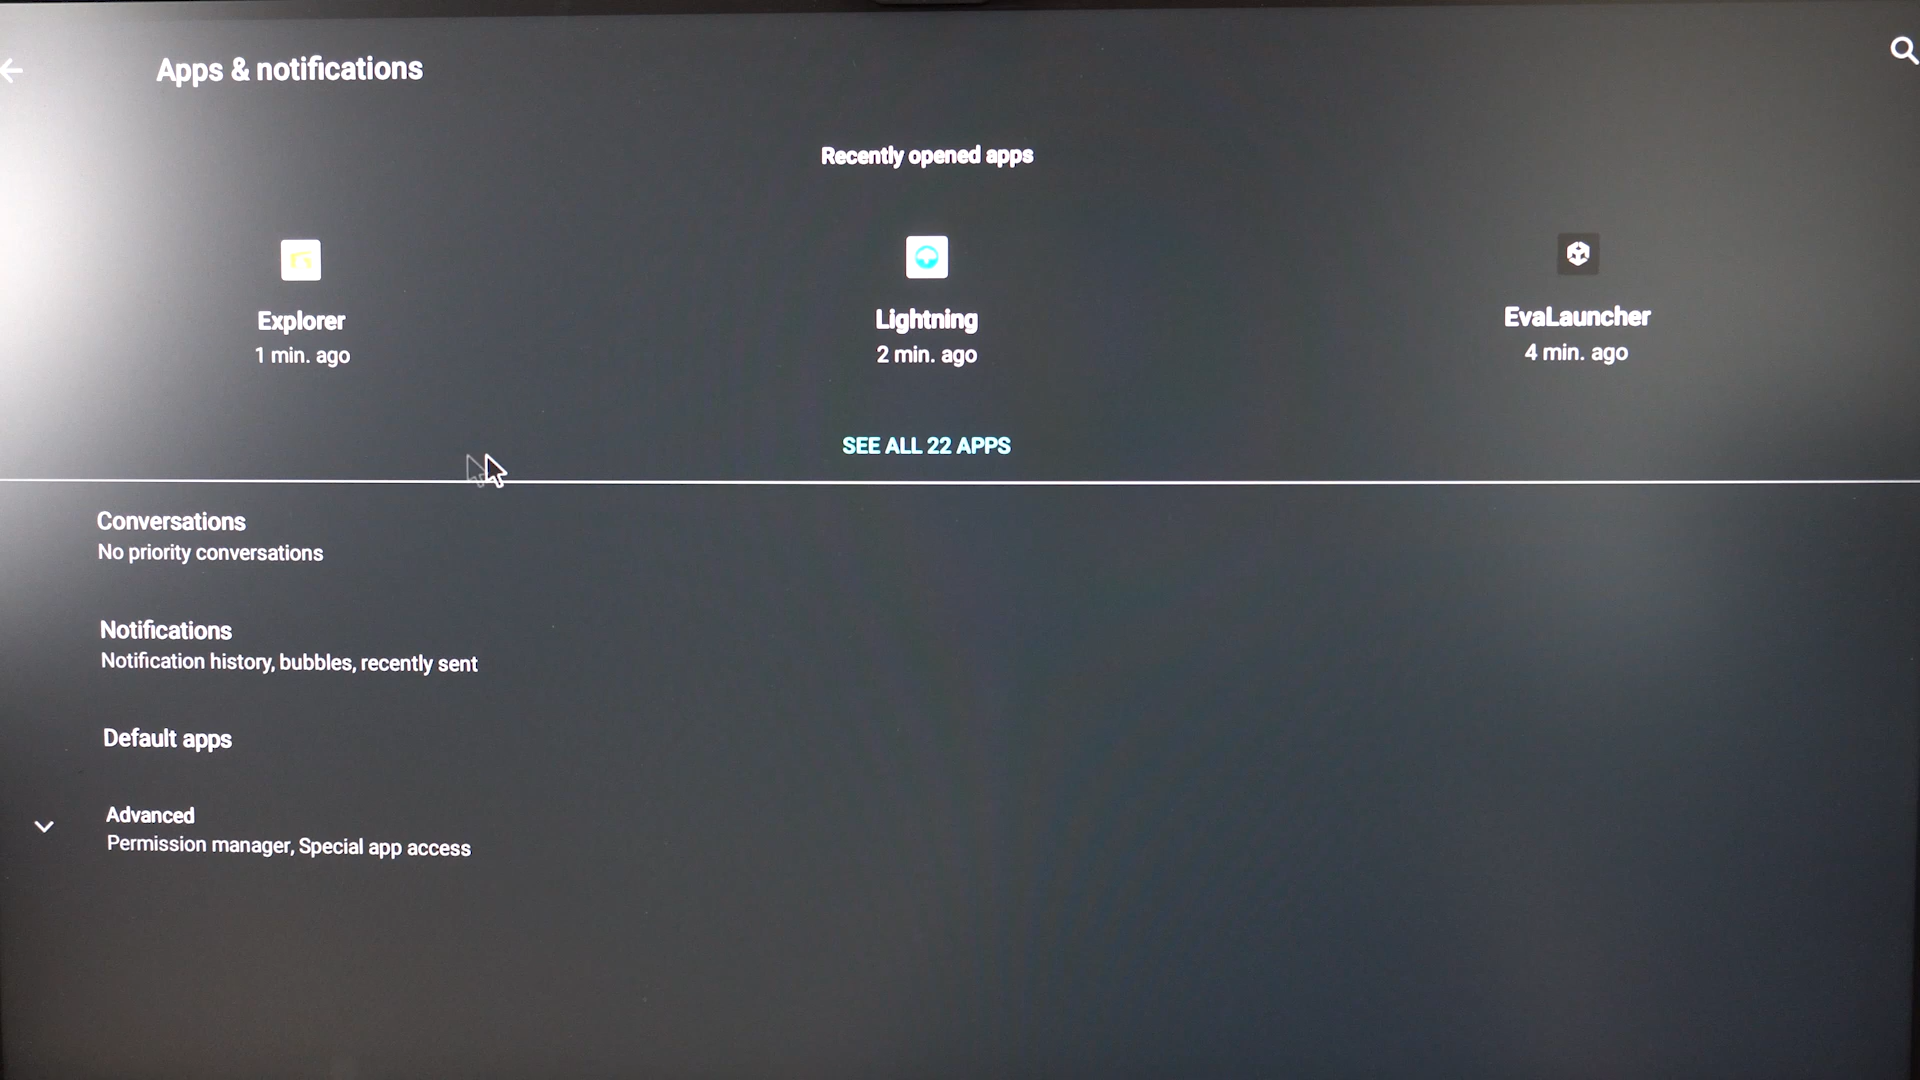 Apps & notifications
Recently opened apps
Explorer
1 min. ago
Lightning
2 min. ago
EvaLauncher
4 min. ago
SEE ALL 22 APPS
Conversations
No priority conversations
Notifications
Notification history, bubbles, recently sent
Default apps
Advanced
Permission manager, Special app access